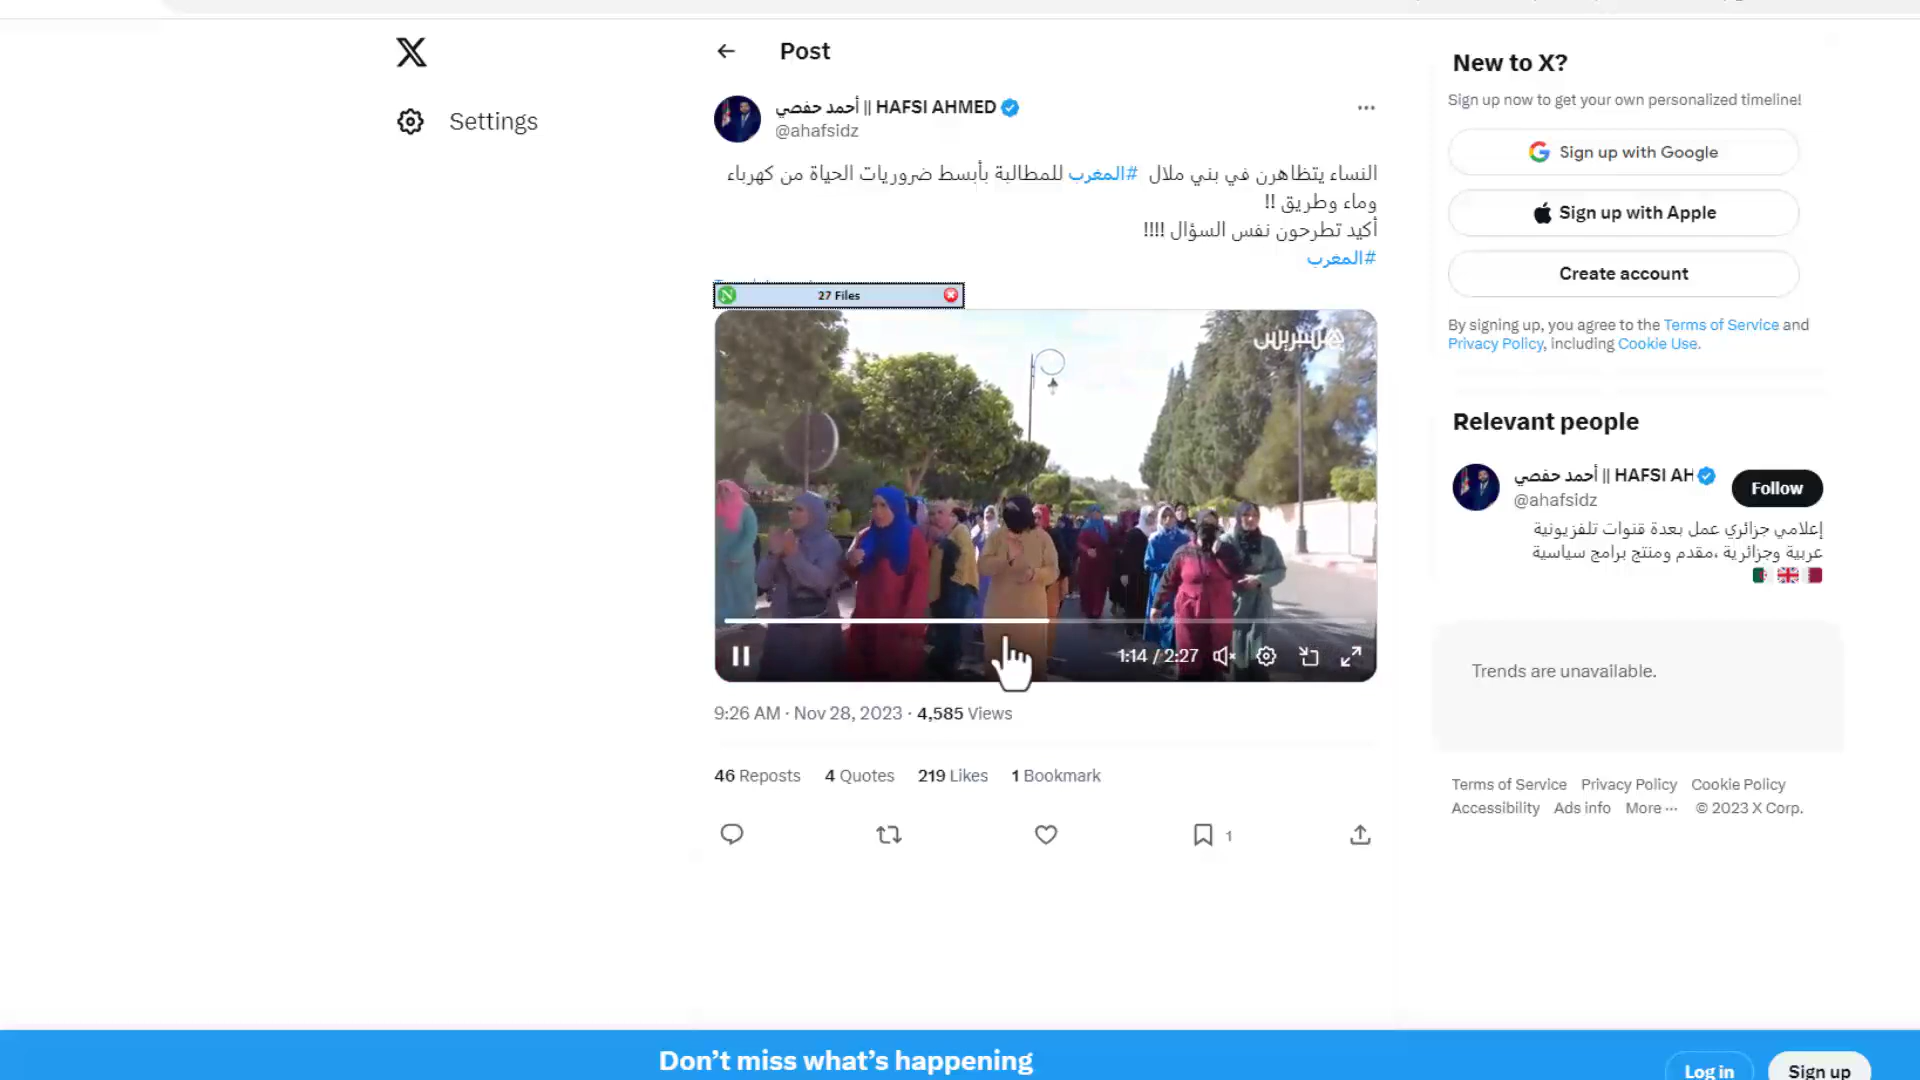 Post
Settings
أحمد حفصي || HAFSI AHMED
@ahafsidz
النساء يتظاهرن في بني ملال #المغرب للمطالبة بأبسط ضروريات الحياة من كهرباء
وماء وطريق !!
أكيد تطرحون نفس السؤال !!!!
#المغرب
27 Files
هسبريس
1:14 / 2:27
9:26 AM · Nov 28, 2023 · 4,585 Views
46 Reposts 4 Quotes 219 Likes 1 Bookmark
1
New to X?
Sign up now to get your own personalized timeline!
Sign up with Google
Sign up with Apple
Create account
By signing up, you agree to the Terms of Service and
Privacy Policy, including Cookie Use.
Relevant people
أحمد حفصي || HAFSI AH
@ahafsidz
Follow
إعلامي جزائري عمل بعدة قنوات تلفزيونية
عربية وجزائرية ،مقدم ومنتج برامج سياسية
Trends are unavailable.
Terms of Service Privacy Policy Cookie Policy
Accessibility Ads info More ··· © 2023 X Corp.
Don’t miss what’s happening
Log in
Sign up